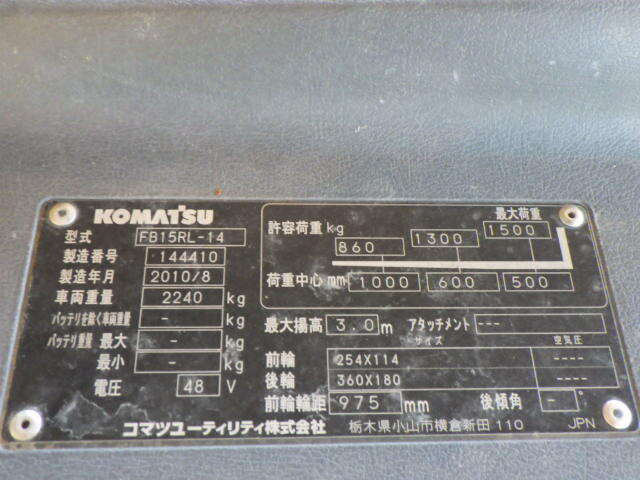 KOMATSU
型式 FB15RL-14
製造番号 144410
製造年月 2010/8
車両重量 2240 kg
バッテリを除く車両重量 - kg
バッテリ重量 最大 - kg
最小 - kg
電圧 48 V
最大荷重
許容荷重 kg 860 1300 1500
荷重中心 mm 1000 600 500
最大揚高 3.0 m アタッチメント ---
サイズ 空気圧
前輪 254X114 ----
後輪 360X180 ----
前輪輪距 975 mm 後傾角 - °
コマツユーティリティ株式会社 栃木県小山市横倉新田110 JPN